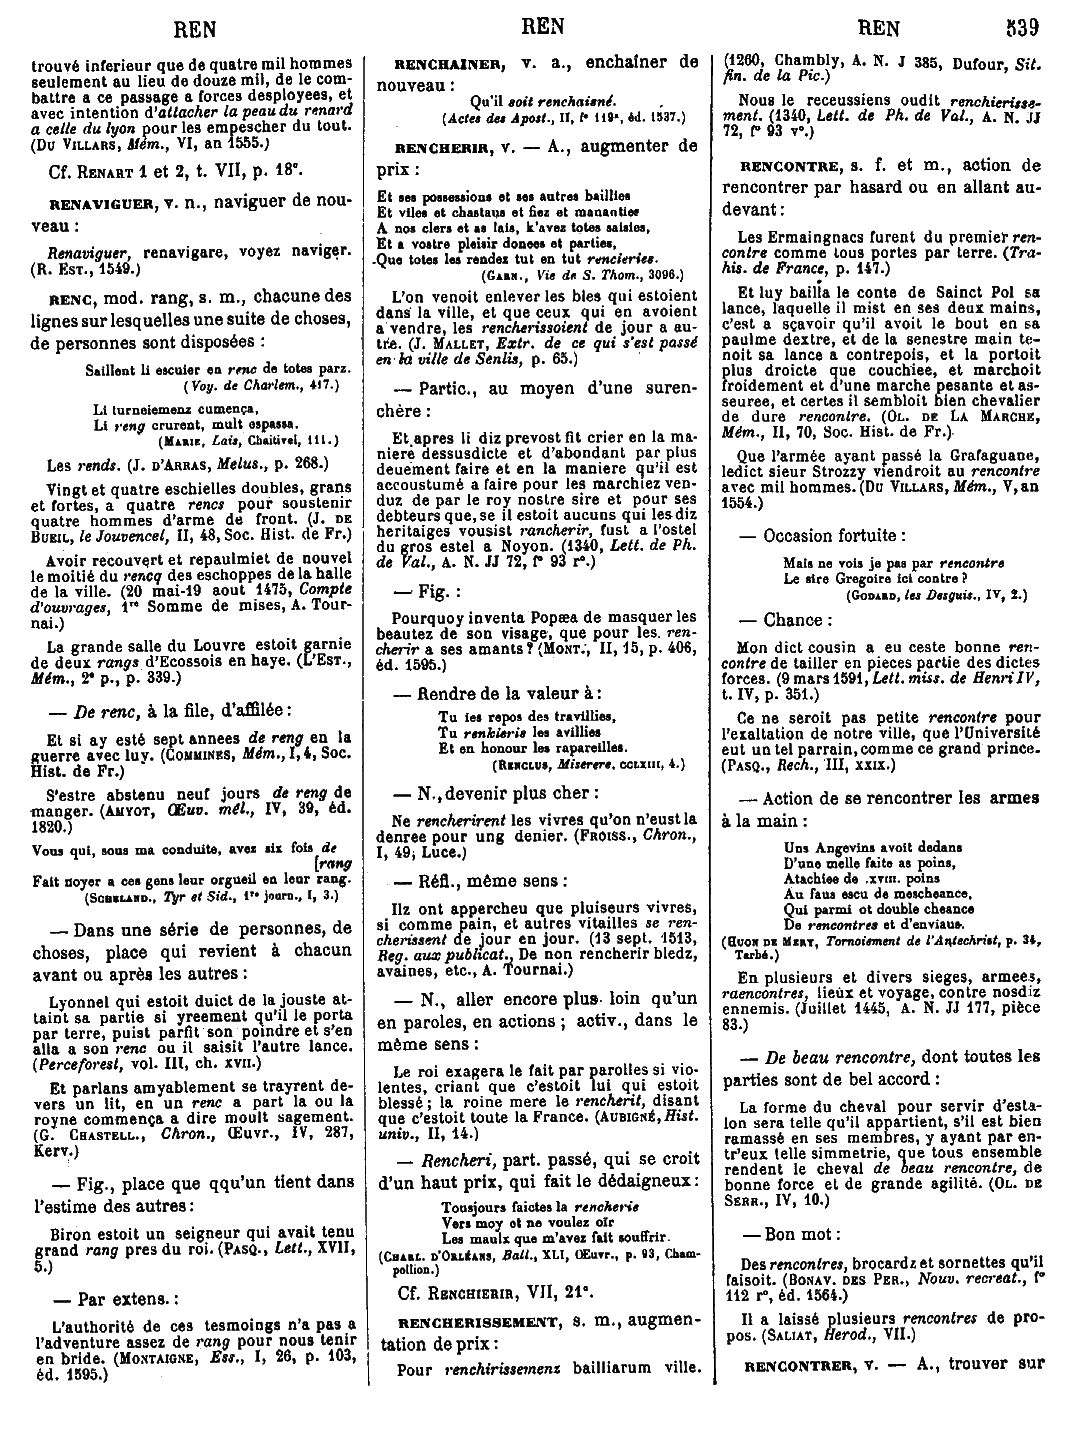 REN
REN
REN
539
trouvé inferieur que de quatre mil hommes
seulement au lieu de douze mil, de le com-
battre a ce passage a forces desployees, et
avec intention d'attacher la peau du renard
a celle du lyon pour les empescher du tout.
(DU VILLARS, Mém., VI, an 1555.)
Cf. RENART 1 et 2, t. VII, p. 18c.
RENAVIGUER, v. n., naviguer de nou-
veau :
Renaviguer, renavigare, voyez naviger.
(R. EST., 1549.)
RENC, mod. rang, s. m., chacune des
lignes sur lesquelles une suite de choses,
de personnes sont disposées :
Saillent li escuier en renc de totes parz.
(Voy. de Charlem., 417.)
Li turneiemenz cumença,
Li reng crurent, mult espassa.
(MARIE, Lais, Chaitivel, 111.)
Les rends. (J. D'ARRAS, Melus., p. 268.)
Vingt et quatre eschielles doubles, grans
et fortes, a quatre rencs pour soustenir
quatre hommes d'arme de front. (J. DE
BUEIL, le Jouvencel, II, 48, Soc. Hist. de Fr.)
Avoir recouvert et repaulmiet de nouvel
le moitié du rencq des eschoppes de la halle
de la ville. (20 mai-19 aout 1475, Compte
d'ouvrages, 1re Somme de mises, A. Tour-
nai.)
La grande salle du Louvre estoit garnie
de deux rangs d'Ecossois en haye. (L'EST.,
Mém., 2e p., p. 339.)
— De renc, à la file, d'affilée :
Et si ay esté sept annees de reng en la
guerre avec luy. (COMMINES, Mém., I, 4, Soc.
Hist. de Fr.)
S'estre abstenu neuf jours de reng de
manger. (AMYOT, Œuv. mél., IV, 39, éd.
1820.)
Vous qui, sous ma conduite, avez six fois de
[rang
Fait noyer a ces gens leur orgueil en leur rang.
(SCHELAND., Tyr et Sid., 1re journ., I, 3.)
— Dans une série de personnes, de
choses, place qui revient à chacun
avant ou après les autres :
Lyonnel qui estoit duict de la jouste at-
taint sa partie si yreement qu'il le porta
par terre, puist parfit son poindre et s'en
alla a son renc ou il saisit l'autre lance.
(Perceforest, vol. III, ch. XVII.)
Et parlans amyablement se trayrent de-
vers un lit, en un renc a part la ou la
royne commença a dire moult sagement.
(G. CHASTELL., Chron., Œuvr., IV, 287,
Kerv.)
— Fig., place que qqu'un tient dans
l'estime des autres :
Biron estoit un seigneur qui avait tenu
grand rang pres du roi. (PASQ., Lett., XVII,
5.)
— Par extens. :
L'authorité de ces tesmoings n'a pas a
l'adventure assez de rang pour nous tenir
en bride. (MONTAIGNE, Ess., I, 26, p. 103,
éd. 1595.)
RENCHAINER, v. a., enchaîner de
nouveau :
Qu'il soit renchaisné.
(Actes des Apost., II, f° 119a, éd. 1537.)
RENCHERIR, v. — A., augmenter de
prix :
Et ses possessions et ses autres baillies
Et viles et chastaus et fiez et mananties
A nos clers et as lais, k'avez totes saisies,
Et a vostre pleisir donees et parties,
Que totes les rendez tut en tut rencieries.
(GARN., Vie de S. Thom., 3096.)
L'on venoit enlever les bles qui estoient
dans la ville, et que ceux qui en avoient
a vendre, les rencherissoient de jour a au-
tre. (J. MALLET, Extr. de ce qui s'est passé
en la ville de Senlis, p. 65.)
— Partic., au moyen d'une suren-
chère :
Et apres li diz prevost fit crier en la ma-
niere dessusdicte et d'abondant par plus
deuement faire et en la maniere qu'il est
accoustumé a faire pour les marchiez ven-
duz de par le roy nostre sire et pour ses
debteurs que, se il estoit aucuns qui les diz
heritaiges vousist rancherir, fust a l'ostel
du gros estel a Noyon. (1340, Lett. de Ph.
de Val., A. N. JJ 72, f° 93 r°.)
— Fig. :
Pourquoy inventa Popæa de masquer les
beautez de son visage, que pour les ren-
cherir a ses amants ? (MONT., II, 15, p. 406,
éd. 1595.)
— Rendre de la valeur à :
Tu ies repos des travillies,
Tu renkieris les avillies
Et en honour les rapareilles.
(RENCLUS, Miserere, CCLXIII, 4.)
— N., devenir plus cher :
Ne rencherirent les vivres qu'on n'eust la
denree pour ung denier. (FROISS., Chron.,
I, 49, Luce.)
— Réfl., même sens :
Ilz ont appercheu que pluiseurs vivres,
si comme pain, et autres vitailles se ren-
cherissent de jour en jour. (13 sept. 1513,
Reg. aux publicat., De non rencherir bledz,
avaines, etc., A. Tournai.)
— N., aller encore plus loin qu'un
en paroles, en actions ; activ., dans le
même sens :
Le roi exagera le fait par parolles si vio-
lentes, criant que c'estoit lui qui estoit
blessé ; la roine mere le rencherit, disant
que c'estoit toute la France. (AUBIGNÉ, Hist.
univ., II, 14.)
— Rencheri, part. passé, qui se croit
d'un haut prix, qui fait le dédaigneux :
Tousjours faictes la rencherie
Vers moy et ne voulez oïr
Les maulx que m'avez fait souffrir.
(CHARL. D'ORLÉANS, Ball., XLI, Œuvr., p. 93, Cham-
pollion.)
Cf. RENCHIERIR, VII, 21c.
RENCHERISSEMENT, s. m., augmen-
tation de prix :
Pour renchirissemenz bailliarum ville.
(1260, Chambly, A. N. J 385, Dufour, Sit.
fin. de la Pic.)
Nous le receussiens oudit renchierisse-
ment. (1340, Lett. de Ph. de Val., A. N. JJ
72, f° 93 v°.)
RENCONTRE, s. f. et m., action de
rencontrer par hasard ou en allant au-
devant :
Les Ermaingnacs furent du premier ren-
contre comme tous portes par terre. (Tra-
his. de France, p. 147.)
Et luy bailla le conte de Sainct Pol sa
lance, laquelle il mist en ses deux mains,
c'est a sçavoir qu'il avoit le bout en sa
paulme dextre, et de la senestre main te-
noit sa lance a contrepois, et la portoit
plus droicte que couchiee, et marchoit
froidement et d'une marche pesante et as-
seuree, et certes il sembloit bien chevalier
de dure rencontre. (OL. DE LA MARCHE,
Mém., II, 70, Soc. Hist. de Fr.)
Que l'armée ayant passé la Grafaguane,
ledict sieur Strozzy viendroit au rencontre
avec mil hommes. (DU VILLARS, Mém., V, an
1554.)
— Occasion fortuite :
Mais ne vois je pas par rencontre
Le sire Gregoire ici contre ?
(GODARD, les Desguis., IV, 2.)
— Chance :
Mon dict cousin a eu ceste bonne ren-
contre de tailler en pieces partie des dictes
forces. (9 mars 1591, Lett. miss. de Henri IV,
t. IV, p. 351.)
Ce ne seroit pas petite rencontre pour
l'exaltation de notre ville, que l'Université
eut un tel parrain, comme ce grand prince.
(PASQ., Rech., III, XXIX.)
— Action de se rencontrer les armes
à la main :
Uns Angevins avoit dedans
D'une melle faite as poins,
Atachiee de .XVIII. poins
Au faus escu de mescheance,
Qui parmi ot double cheance
De rencontres et d'enviaus.
(HUON DE MERY, Tornoiement de l'Antechrist, p. 34,
Tarbé.)
En plusieurs et divers sieges, armees,
raencontres, lieux et voyage, contre nosdiz
ennemis. (Juillet 1445, A. N. JJ 177, pièce
83.)
— De beau rencontre, dont toutes les
parties sont de bel accord :
La forme du cheval pour servir d'esta-
lon sera telle qu'il appartient, s'il est bien
ramassé en ses membres, y ayant par en-
tr'eux telle simmetrie, que tous ensemble
rendent le cheval de beau rencontre, de
bonne force et de grande agilité. (OL. DE
SERR., IV, 10.)
— Bon mot :
Des rencontres, brocardz et sornettes qu'il
faisoit. (BONAV. DES PER., Nouv. recreat., f°
112 r°, éd. 1564.)
Il a laissé plusieurs rencontres de pro-
pos. (SALIAT, Herod., VII.)
RENCONTRER, v. — A., trouver sur